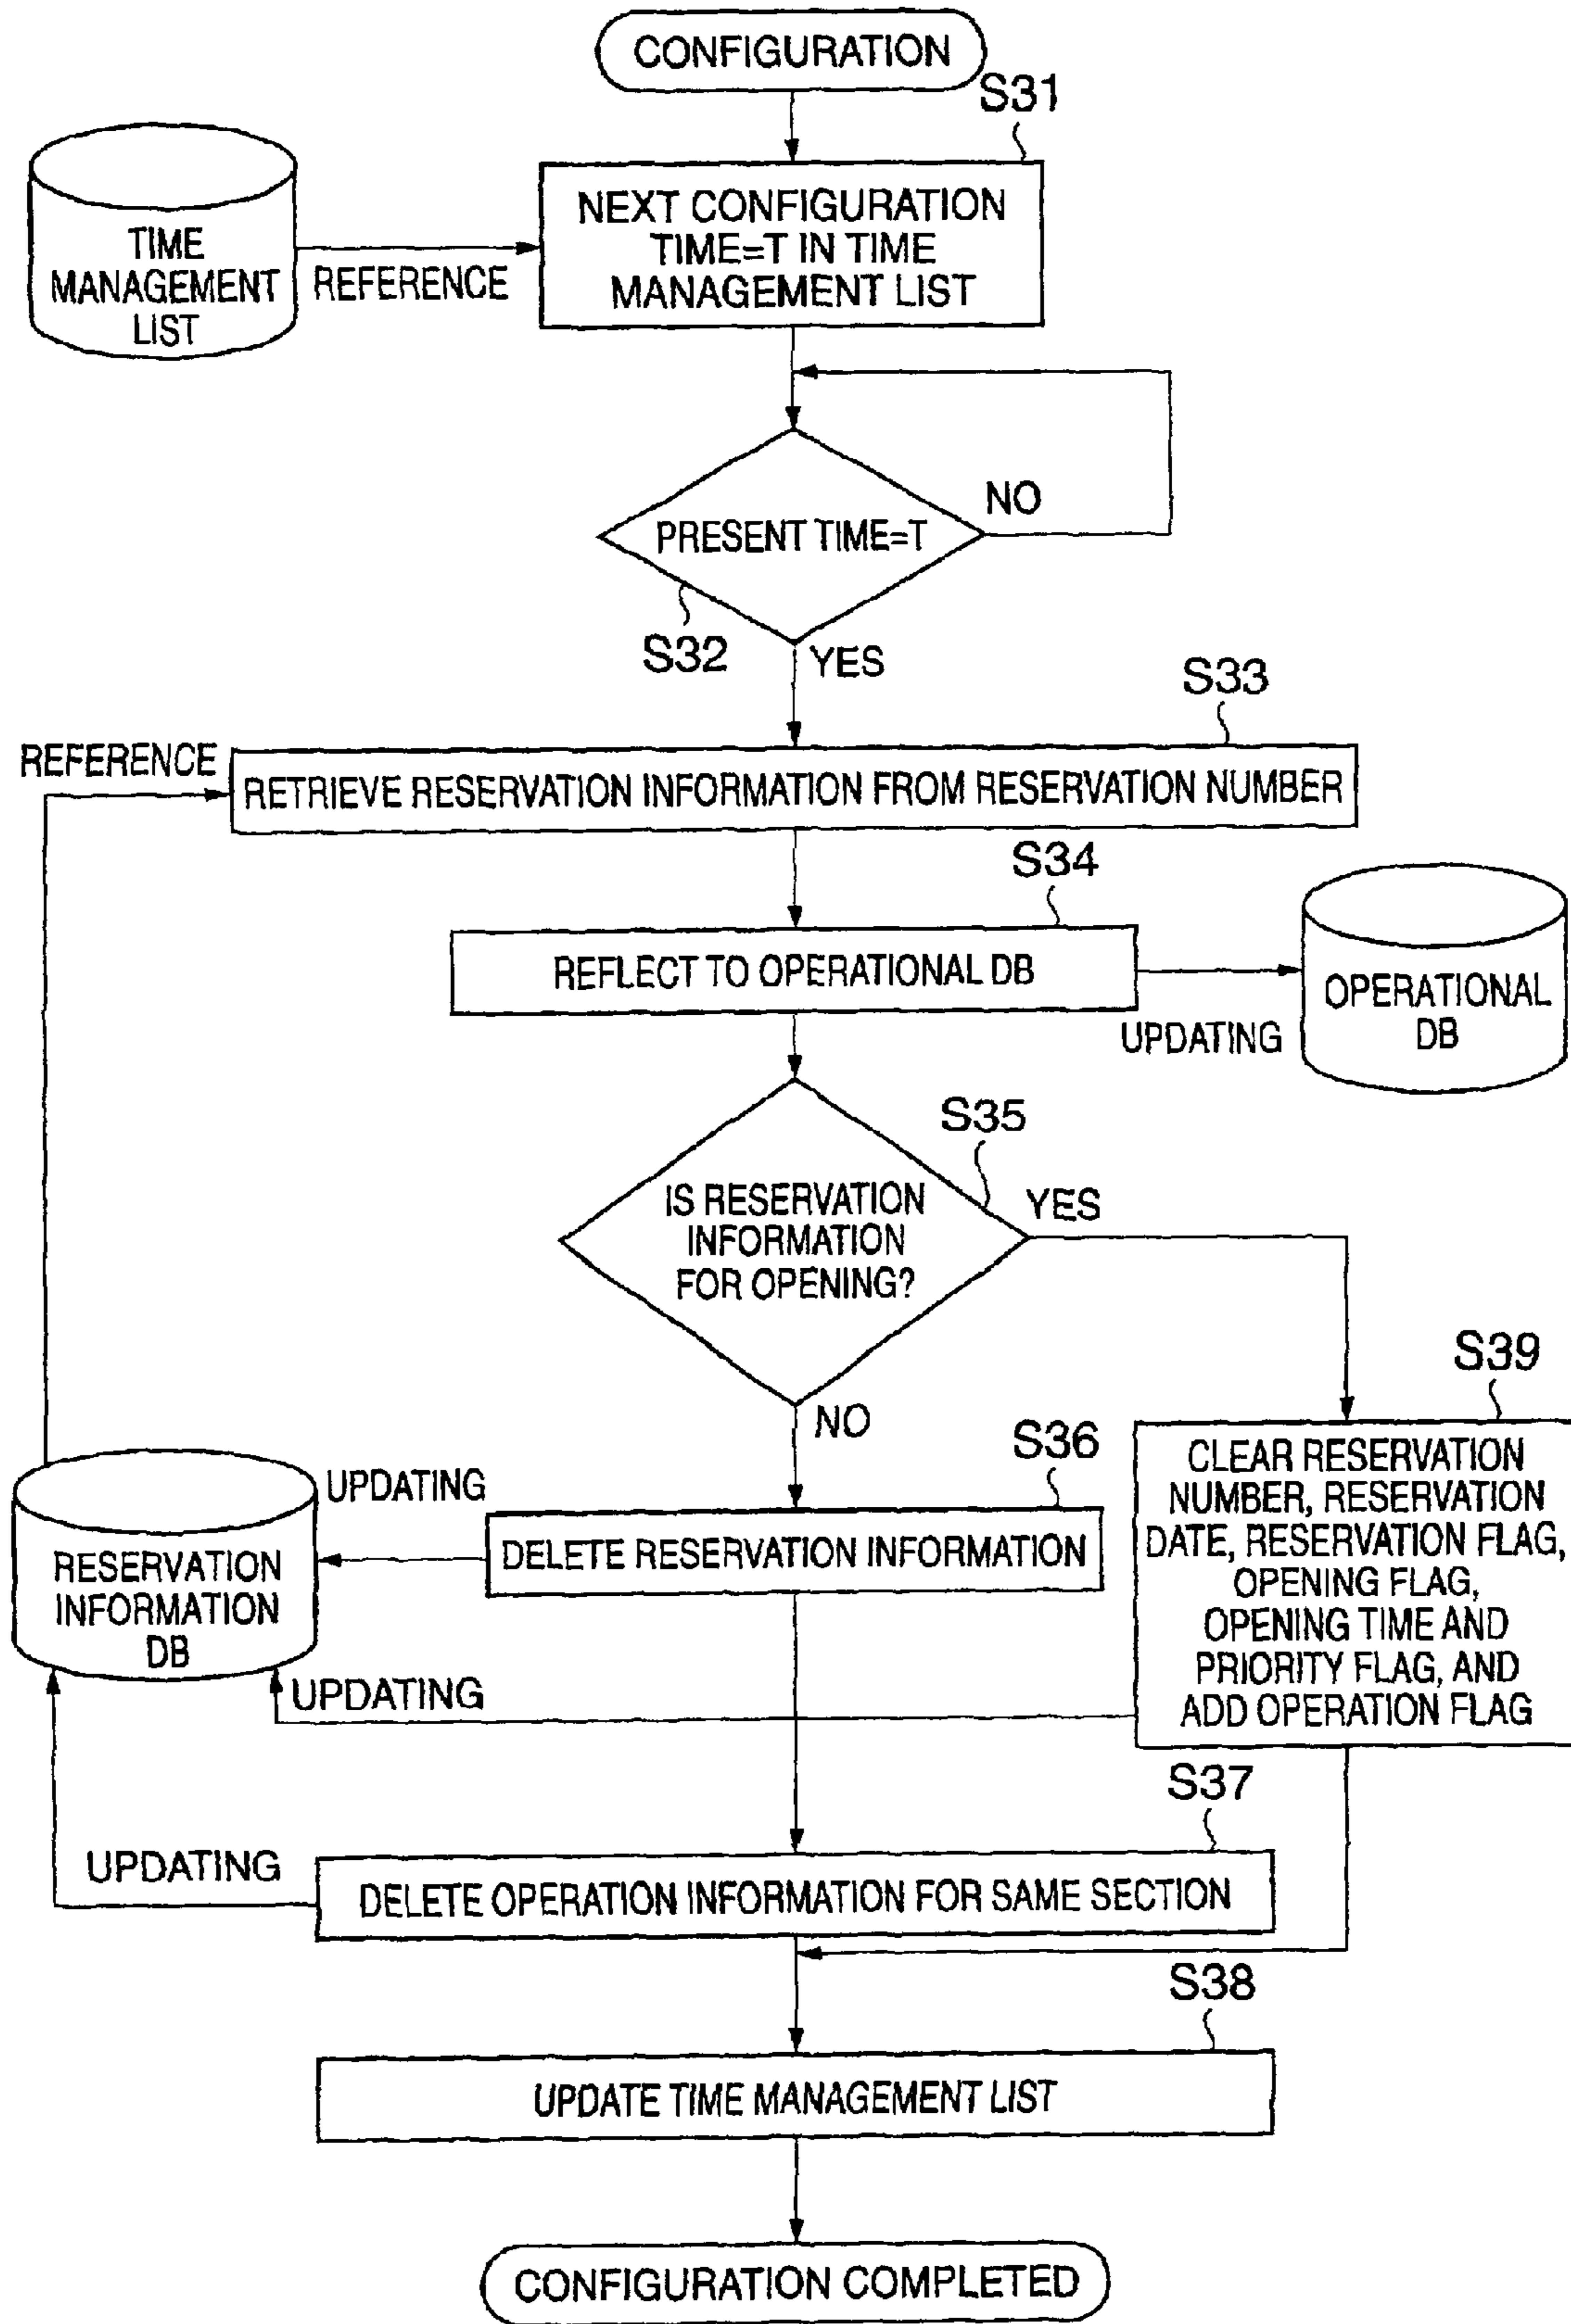 CONFIGURATION
S31
TIME
MANAGEMENT
LIST
REFERENCE
NEXT CONFIGURATION
TIME=T IN TIME
MANAGEMENT LIST
NO
PRESENT TIME=T
S32
YES
S33
REFERENCE
RETRIEVE RESERVATION INFORMATION FROM RESERVATION NUMBER
S34
REFLECT TO OPERATIONAL DB
UPDATING
OPERATIONAL
DB
S35
IS RESERVATION
INFORMATION
FOR OPENING?
YES
NO
S39
CLEAR RESERVATION
NUMBER, RESERVATION
DATE, RESERVATION FLAG,
OPENING FLAG,
OPENING TIME AND
PRIORITY FLAG, AND
ADD OPERATION FLAG
S36
UPDATING
DELETE RESERVATION INFORMATION
RESERVATION
INFORMATION
DB
UPDATING
S37
UPDATING
DELETE OPERATION INFORMATION FOR SAME SECTION
S38
UPDATE TIME MANAGEMENT LIST
CONFIGURATION COMPLETED